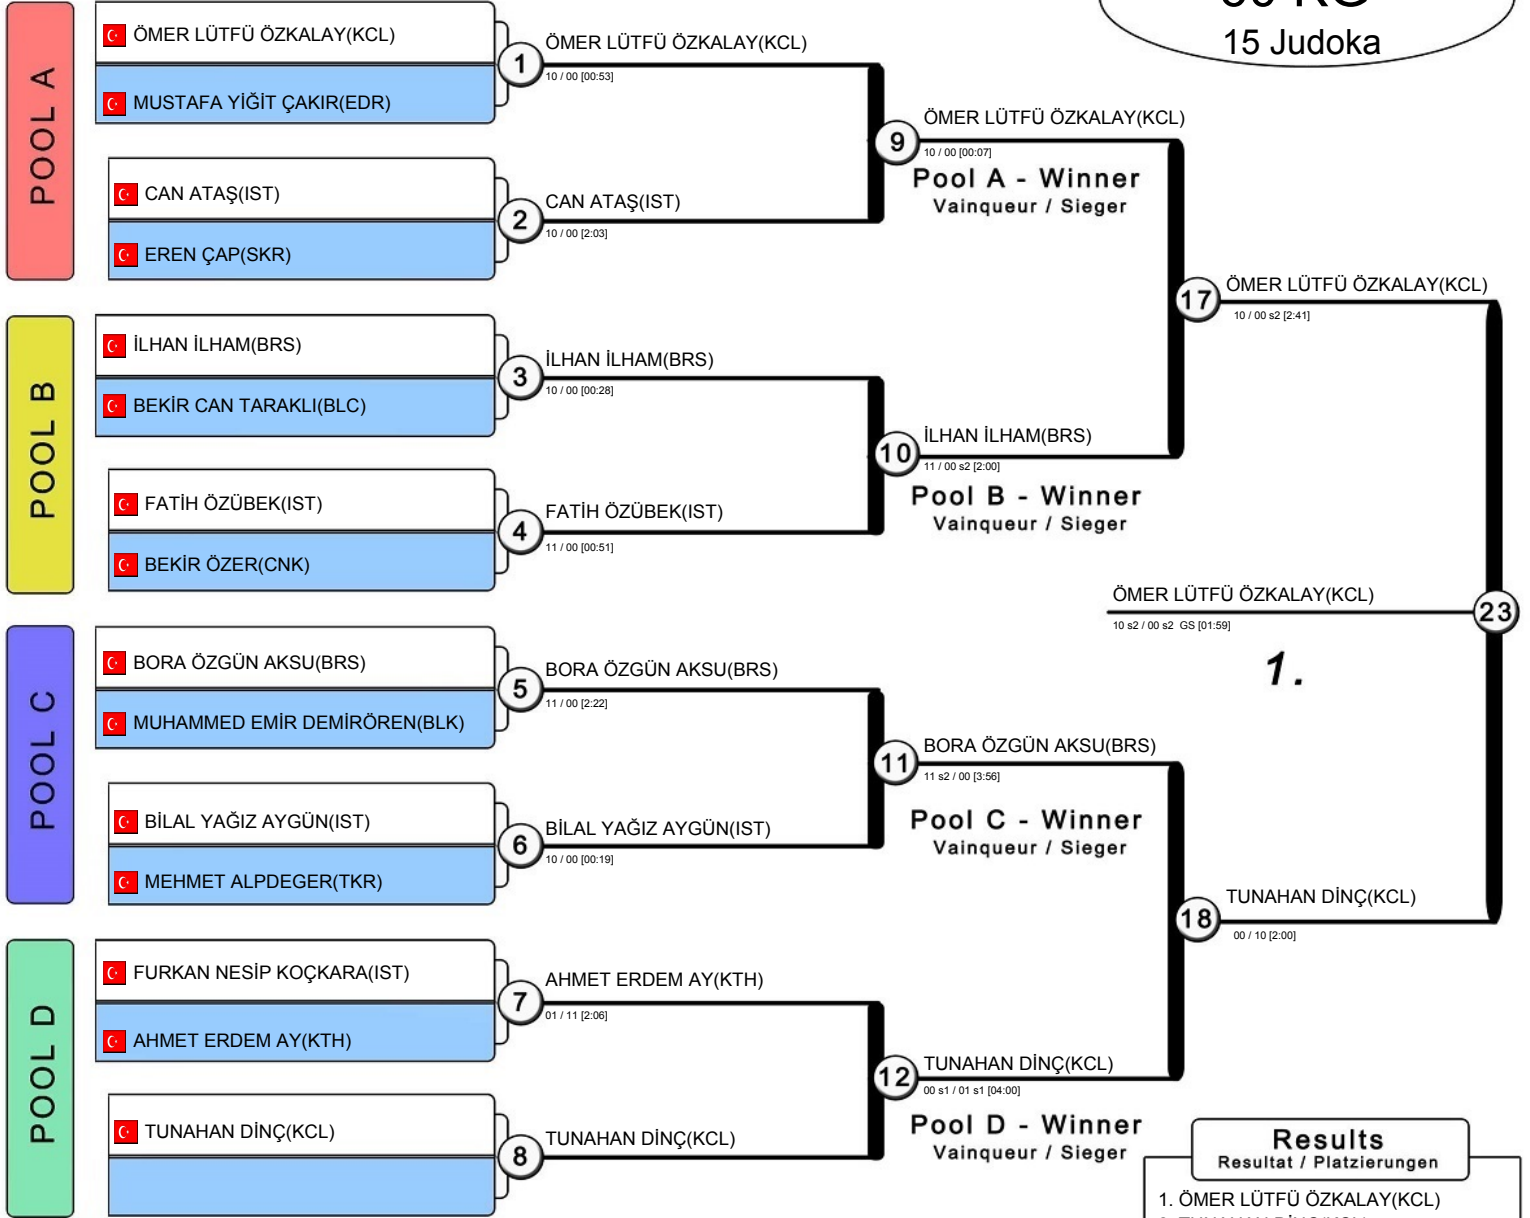 KG
15 Judoka
POOL A
ÖMER LÜTFÜ ÖZKALAY(KCL)
MUSTAFA YİĞİT ÇAKIR(EDR)
1
ÖMER LÜTFÜ ÖZKALAY(KCL)
10 / 00 [00:53]
CAN ATAŞ(IST)
EREN ÇAP(SKR)
2
CAN ATAŞ(IST)
10 / 00 [2:03]
9
ÖMER LÜTFÜ ÖZKALAY(KCL)
10 / 00 [00:07]
Pool A - Winner
Vainqueur / Sieger
POOL B
İLHAN İLHAM(BRS)
BEKİR CAN TARAKLI(BLC)
3
İLHAN İLHAM(BRS)
10 / 00 [00:28]
FATİH ÖZÜBEK(IST)
BEKİR ÖZER(CNK)
4
FATİH ÖZÜBEK(IST)
11 / 00 [00:51]
10
İLHAN İLHAM(BRS)
11 / 00 s2 [2:00]
Pool B - Winner
Vainqueur / Sieger
17
ÖMER LÜTFÜ ÖZKALAY(KCL)
10 / 00 s2 [2:41]
POOL C
BORA ÖZGÜN AKSU(BRS)
MUHAMMED EMİR DEMİRÖREN(BLK)
5
BORA ÖZGÜN AKSU(BRS)
11 / 00 [2:22]
BİLAL YAĞIZ AYGÜN(IST)
MEHMET ALPDEGER(TKR)
6
BİLAL YAĞIZ AYGÜN(IST)
10 / 00 [00:19]
11
BORA ÖZGÜN AKSU(BRS)
11 s2 / 00 [3:56]
Pool C - Winner
Vainqueur / Sieger
POOL D
FURKAN NESİP KOÇKARA(IST)
AHMET ERDEM AY(KTH)
7
AHMET ERDEM AY(KTH)
01 / 11 [2:06]
TUNAHAN DİNÇ(KCL)
8
TUNAHAN DİNÇ(KCL)
12
TUNAHAN DİNÇ(KCL)
00 s1 / 01 s1 [04:00]
Pool D - Winner
Vainqueur / Sieger
18
TUNAHAN DİNÇ(KCL)
00 / 10 [2:00]
ÖMER LÜTFÜ ÖZKALAY(KCL)
23
10 s2 / 00 s2 GS [01:59]
1.
Results
Resultat / Platzierungen
1. ÖMER LÜTFÜ ÖZKALAY(KCL)